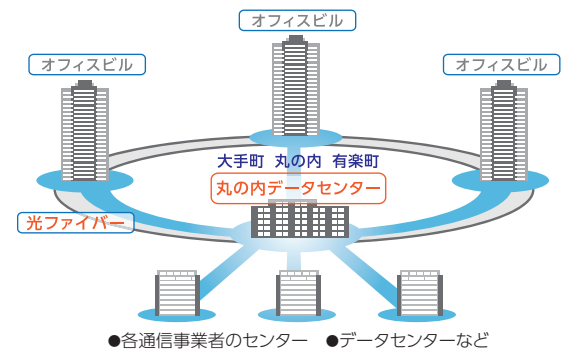 オフィスビル
オフィスビル
オフィスビル
大手町 丸の内 有楽町
丸の内データセンター
光ファイバー
●各通信事業者のセンター ●データセンターなど